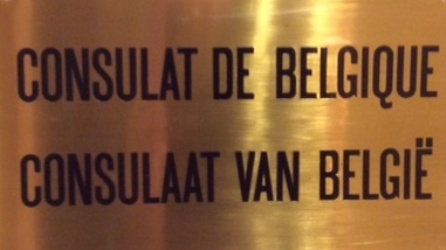 CONSULAT DE BELGIQUE
CONSULAAT VAN BELGIË